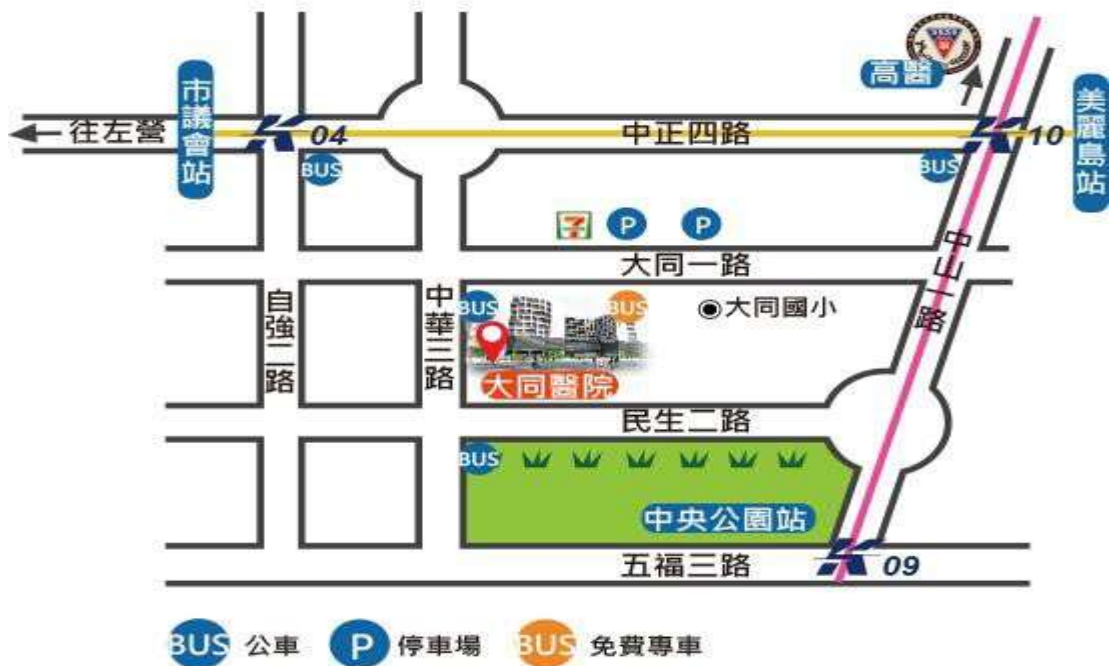 高醫
市議會站
美麗島站
往左營
04
中正四路
10
BUS
BUS
7
P
P
大同一路
中山一路
自強二路
中華三路
BUS
BUS
大同國小
大同醫院
民生二路
BUS
中央公園站
五福三路
09
BUS 公車
P 停車場
BUS 免費專車